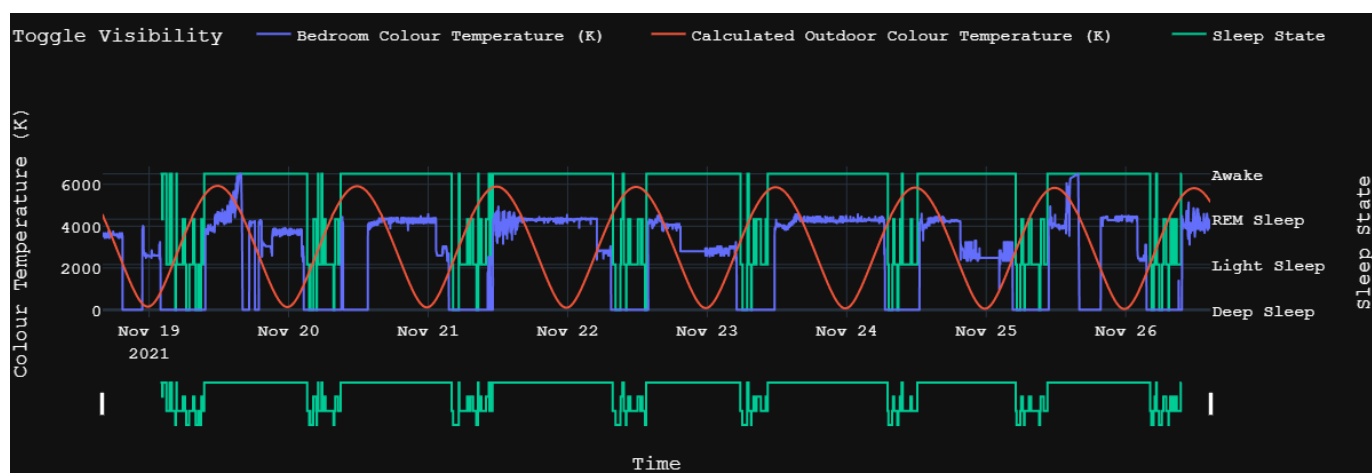 Toggle Visibility
Bedroom Colour Temperature (K)
Calculated Outdoor Colour Temperature (K)
Sleep State
Colour Temperature (K)
6000
4000
2000
0
Awake
REM Sleep
Light Sleep
Deep Sleep
Sleep State
Nov 19
2021
Nov 20
Nov 21
Nov 22
Nov 23
Nov 24
Nov 25
Nov 26
Time